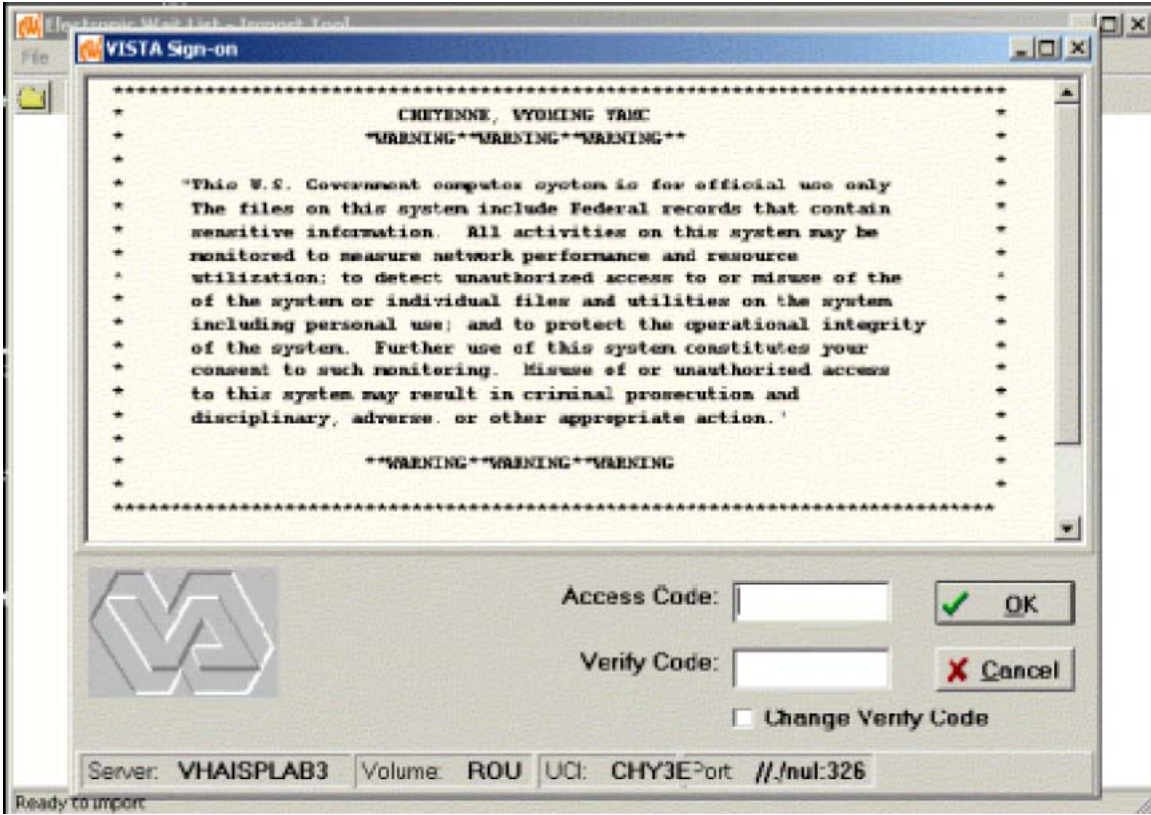 Electronic Wait List - Import Tool
VISTA Sign-on
File
********************************************************************************
* CHEYENNE, WYOMING VAMC *
* *WARNING**WARNING**WARNING** *
* *
* "This U.S. Government computer system is for official use only *
* The files on this system include Federal records that contain *
* sensitive information. All activities on this system may be *
* monitored to measure network performance and resource *
* utilization; to detect unauthorized access to or misuse of the *
* of the system or individual files and utilities on the system *
* including personal use; and to protect the operational integrity *
* of the system. Further use of this system constitutes your *
* consent to such monitoring. Misuse of or unauthorized access *
* to this system may result in criminal prosecution and *
* disciplinary, adverse. or other appropriate action.' *
* *
* **WARNING**WARNING**WARNING *
* *
*******************************************************************************
VA
Access Code:
OK
Verify Code:
Cancel
Change Verify Code
Server: VHAISPLAB3 Volume: ROU UCI: CHY3E Port: //./nul:326
Ready to import